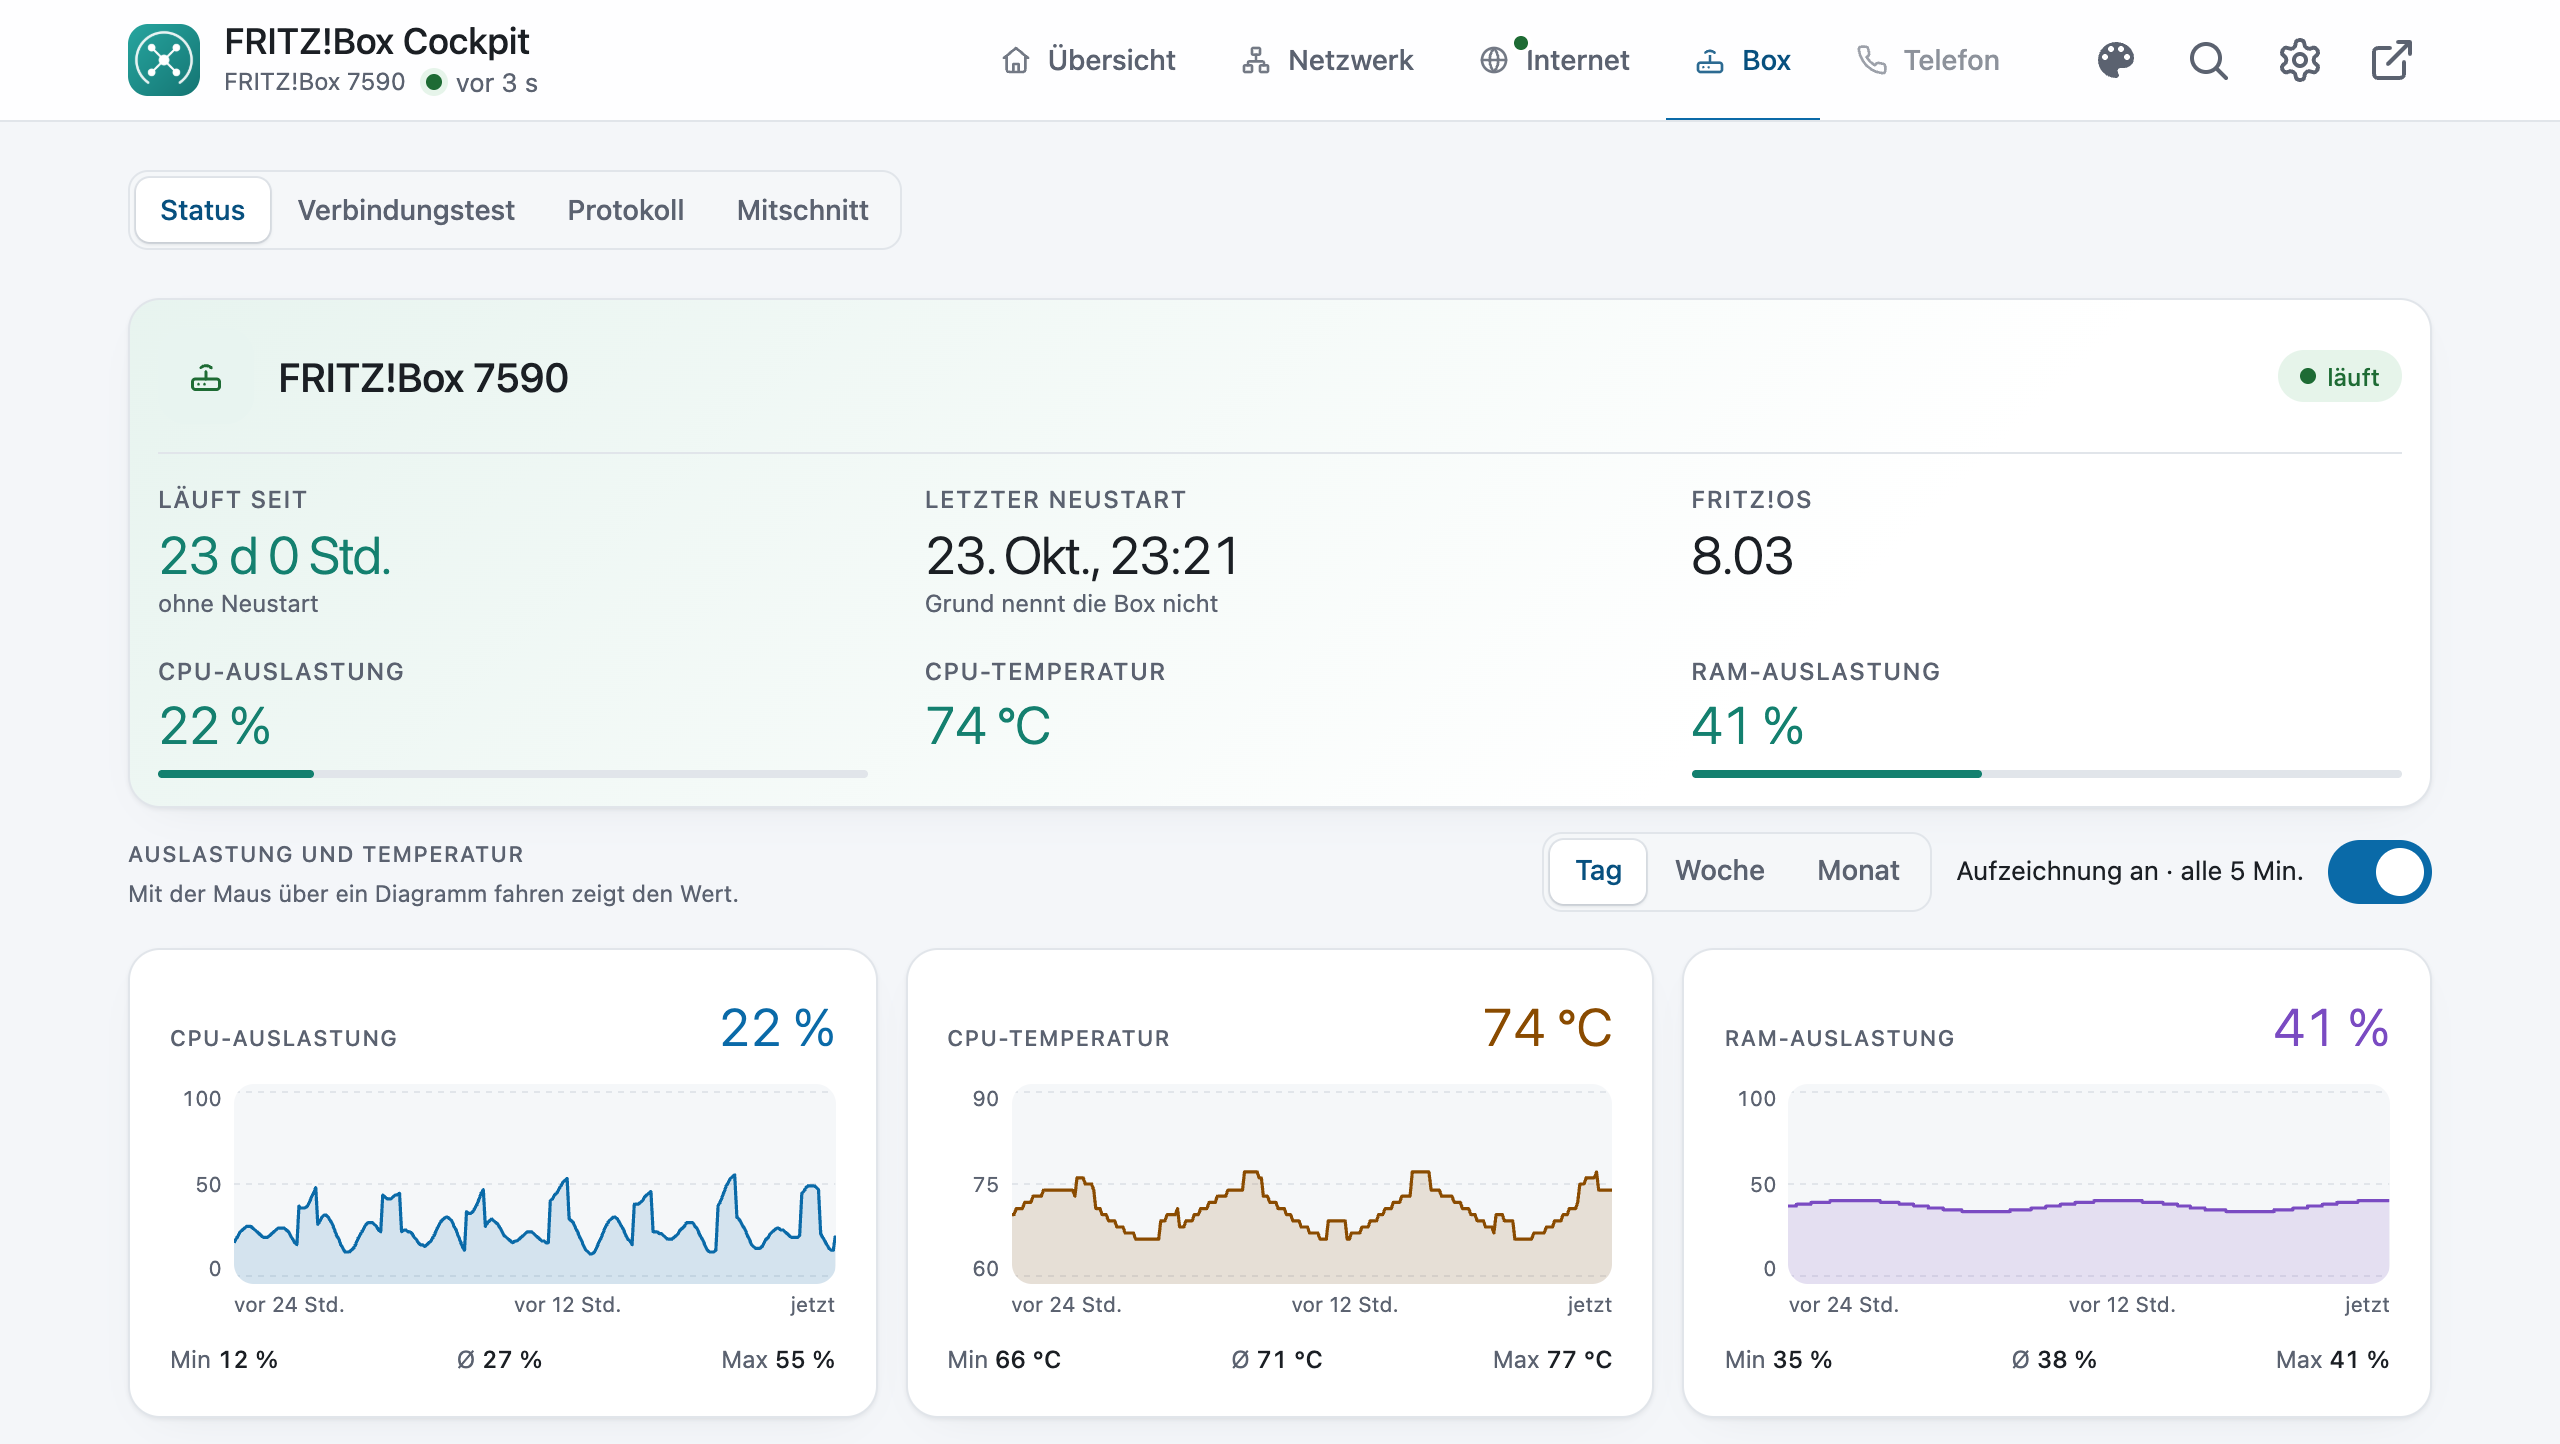 FRITZ!Box Cockpit
FRITZ!Box 7590 vor 3 s
Übersicht Netzwerk Internet Box Telefon
Status Verbindungstest Protokoll Mitschnitt
FRITZ!Box 7590
läuft
LÄUFT SEIT
23 d 0 Std.
ohne Neustart
LETZTER NEUSTART
23. Okt., 23:21
Grund nennt die Box nicht
FRITZ!OS
8.03
CPU-AUSLASTUNG
22 %
CPU-TEMPERATUR
74 °C
RAM-AUSLASTUNG
41 %
AUSLASTUNG UND TEMPERATUR
Mit der Maus über ein Diagramm fahren zeigt den Wert.
Tag Woche Monat
Aufzeichnung an · alle 5 Min.
CPU-AUSLASTUNG
22 %
100
50
0
vor 24 Std. vor 12 Std. jetzt
Min 12 % Ø 27 % Max 55 %
CPU-TEMPERATUR
74 °C
90
75
60
vor 24 Std. vor 12 Std. jetzt
Min 66 °C Ø 71 °C Max 77 °C
RAM-AUSLASTUNG
41 %
100
50
0
vor 24 Std. vor 12 Std. jetzt
Min 35 % Ø 38 % Max 41 %